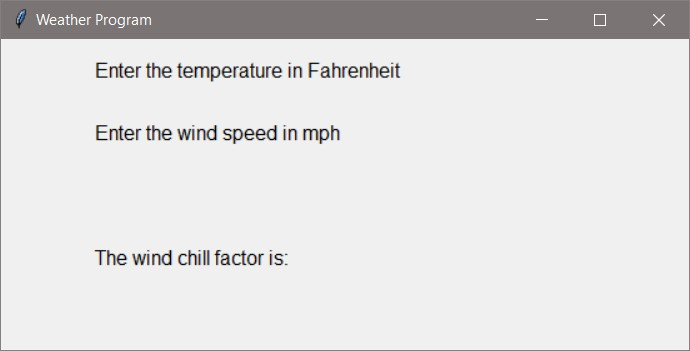 Weather Program
Enter the temperature in Fahrenheit
Enter the wind speed in mph
The wind chill factor is: